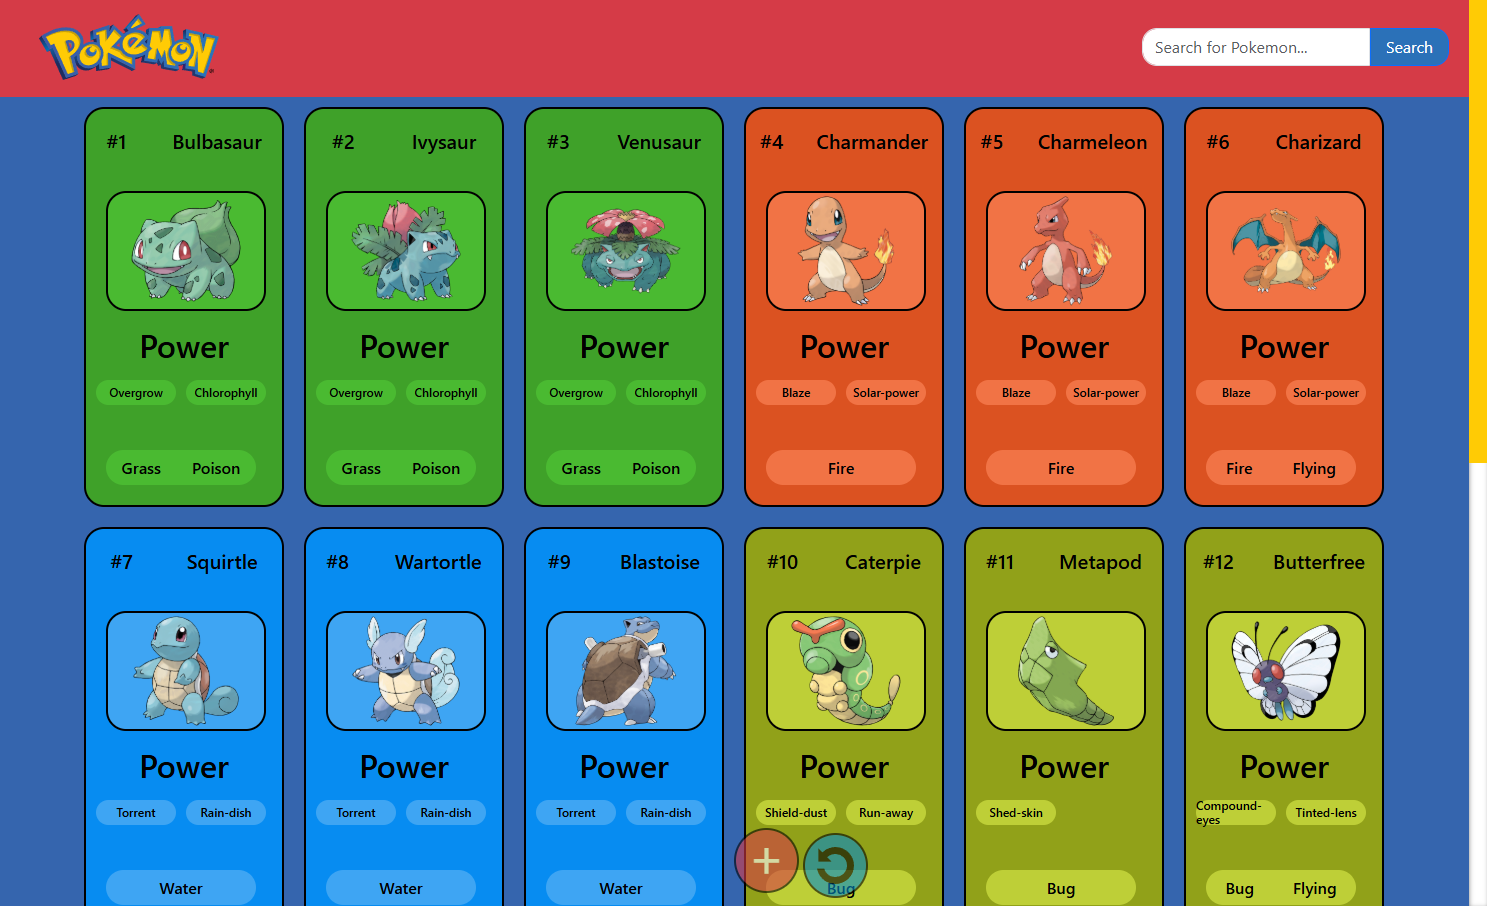 POKéMON
Search for Pokemon...
Search
#1 Bulbasaur
#2 Ivysaur
#3 Venusaur
#4 Charmander
#5 Charmeleon
#6 Charizard
Power
Power
Power
Power
Power
Power
Overgrow Chlorophyll
Overgrow Chlorophyll
Overgrow Chlorophyll
Blaze Solar-power
Blaze Solar-power
Blaze Solar-power
Grass Poison
Grass Poison
Grass Poison
Fire
Fire
Fire Flying
#7 Squirtle
#8 Wartortle
#9 Blastoise
#10 Caterpie
#11 Metapod
#12 Butterfree
Power
Power
Power
Power
Power
Power
Torrent Rain-dish
Torrent Rain-dish
Torrent Rain-dish
Shield-dust Run-away
Shed-skin
Compound-
eyes
Tinted-lens
Water
Water
Water
Bug
Bug
Bug Flying